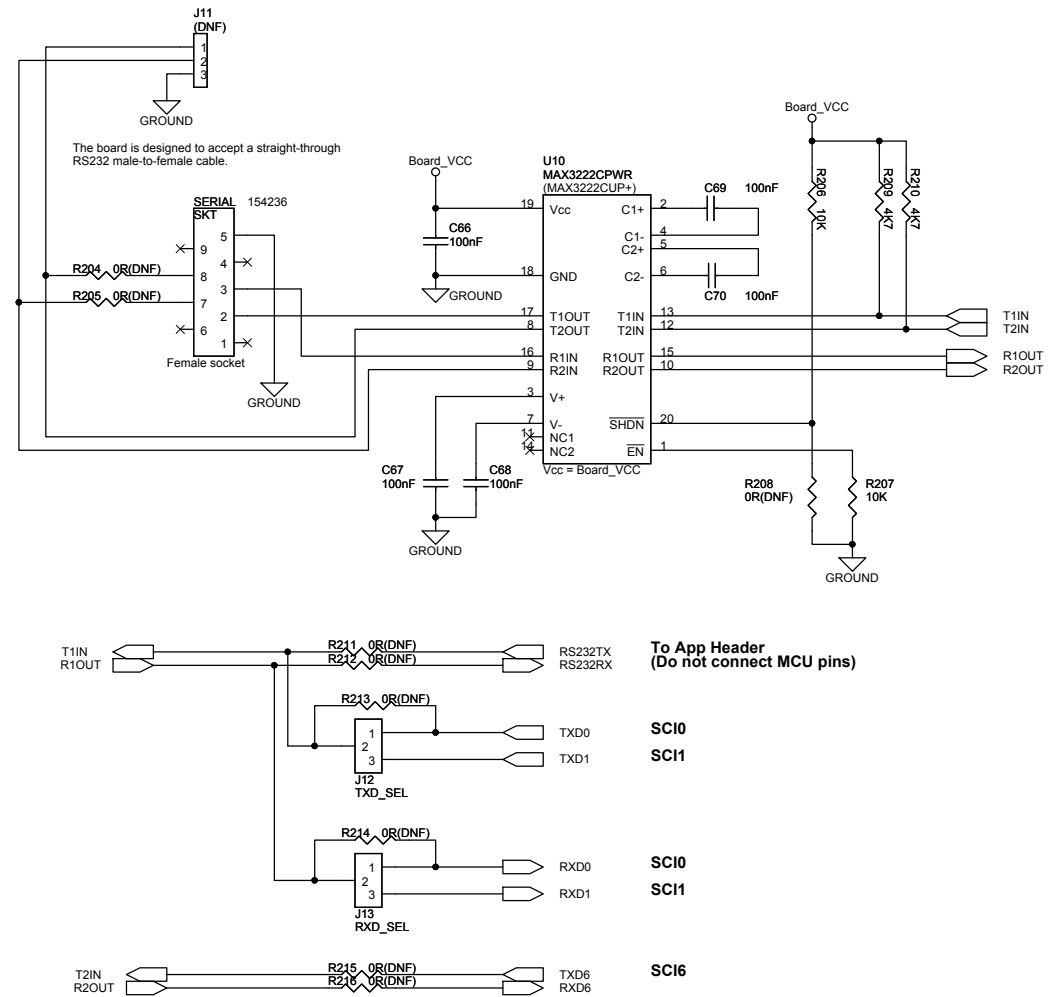 J11
(DNF)
1
2
3
GROUND
The board is designed to accept a straight-through
RS232 male-to-female cable.
SERIAL 154236
SKT
5
9
4
8
3
7
2
6
1
R204 0R(DNF)
R205 0R(DNF)
Female socket
GROUND
Board_VCC
C66
100nF
GROUND
U10
MAX3222CPWR
(MAX3222CUP+)
19 Vcc
18 GND
17 T1OUT
8 T2OUT
16 R1IN
9 R2IN
3 V+
7 V-
11 NC1
14 NC2
C1+ 2
C1- 4
C2+ 5
C2- 6
T1IN 13
T2IN 12
R1OUT 15
R2OUT 10
SHDN 20
EN 1
Vcc = Board_VCC
C69 100nF
C70 100nF
C67
100nF
C68
100nF
GROUND
Board_VCC
R206 10K
R209 4K7
R210 4K7
T1IN
T2IN
R1OUT
R2OUT
R208
0R(DNF)
R207
10K
GROUND
T1IN
R1OUT
R211 0R(DNF)
R212 0R(DNF)
RS232TX
RS232RX
To App Header
(Do not connect MCU pins)
R213 0R(DNF)
1
2
3
J12
TXD_SEL
TXD0
SCI0
TXD1
SCI1
R214 0R(DNF)
1
2
3
J13
RXD_SEL
RXD0
SCI0
RXD1
SCI1
T2IN
R2OUT
R215 0R(DNF)
R216 0R(DNF)
TXD6
RXD6
SCI6